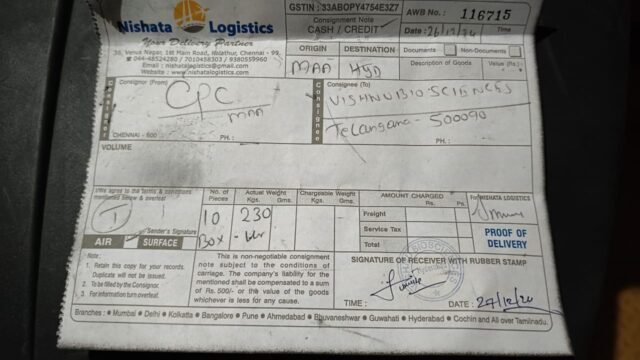 Nishata Logistics
Your Delivery Partner
35, Venus Nagar, 1st Main Road, Kolathur, Chennai - 99.
044-48524280 / 7010458303 / 9380559960
Email : nishatalogistics@gmail.com
Website : www.nishatalogistics.com
GSTIN : 33ABOPY4754E3Z7
Consignment Note
CASH / CREDIT
AWB No. : 116715
Date : 26/12/24 Time
ORIGIN DESTINATION Documents Non-Documents
MAA HYD Description of Goods Value (Rs.)
Consignor (From)
CPC
MAA
CHENNAI - 600 PH. :
Consignor
Consignee
Consignee (To)
VISHNU BIO SCIENCES
Telangana - 500090
PH. :
VOLUME
I/We agree to the terms & conditions
mentioned below & overleaf
Sender's Signature
AIR SURFACE
No. of Pieces Actual Weight Kgs. Gms. Chargeable Weight Kgs. Gms.
10 230
Box
AMOUNT CHARGED
Rs. Ps.
Freight
Service Tax
Total
For NISHATA LOGISTICS
PROOF OF
DELIVERY
Note :
1. Retain this copy for your records.
Duplicate will not be issued.
2. To be filled by the Consignor.
3. For information turn overleaf.
This is non-negotiable consignment
note subject to the conditions of
carriage. The company's liability for the
mentioned shall be compensated to a sum
of Rs. 500/- or the value of the goods
whichever is less for any cause.
SIGNATURE OF RECEIVER WITH RUBBER STAMP
TIME : DATE : 27/12/24
Branches : Mumbai Delhi Kolkatta Bangalore Pune Ahmedabad Bhuvaneshwar Guwahati Hyderabad Cochin and All over Tamilnadu.